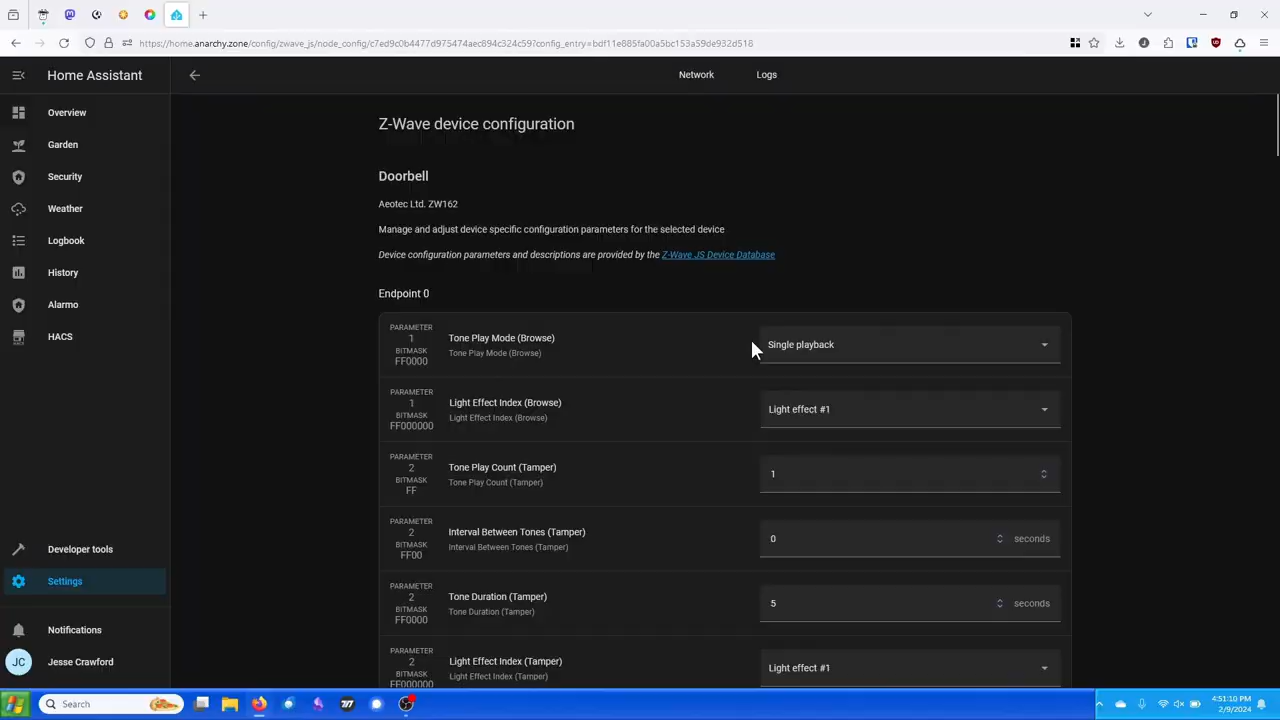 https://home.anarchy.zone/config/zwave_js/node_config/c7ed9c0b4477d975474aec894c324c59?config_entry=bdf11e885fa00a5bc153a59de932d518
Home Assistant
Network
Logs
Overview
Garden
Security
Weather
Logbook
History
Alarmo
HACS
Developer tools
Settings
Notifications
JC
Jesse Crawford
Z-Wave device configuration
Doorbell
Aeotec Ltd. ZW162
Manage and adjust device specific configuration parameters for the selected device
Device configuration parameters and descriptions are provided by the Z-Wave JS Device Database
Endpoint 0
PARAMETER
1
BITMASK
FF0000
Tone Play Mode (Browse)
Tone Play Mode (Browse)
Single playback
PARAMETER
1
BITMASK
FF000000
Light Effect Index (Browse)
Light Effect Index (Browse)
Light effect #1
PARAMETER
2
BITMASK
FF
Tone Play Count (Tamper)
Tone Play Count (Tamper)
1
PARAMETER
2
BITMASK
FF00
Interval Between Tones (Tamper)
Interval Between Tones (Tamper)
0
seconds
PARAMETER
2
BITMASK
FF0000
Tone Duration (Tamper)
Tone Duration (Tamper)
5
seconds
PARAMETER
2
BITMASK
FF000000
Light Effect Index (Tamper)
Light Effect Index (Tamper)
Light effect #1
Search
4:51:10 PM
2/9/2024